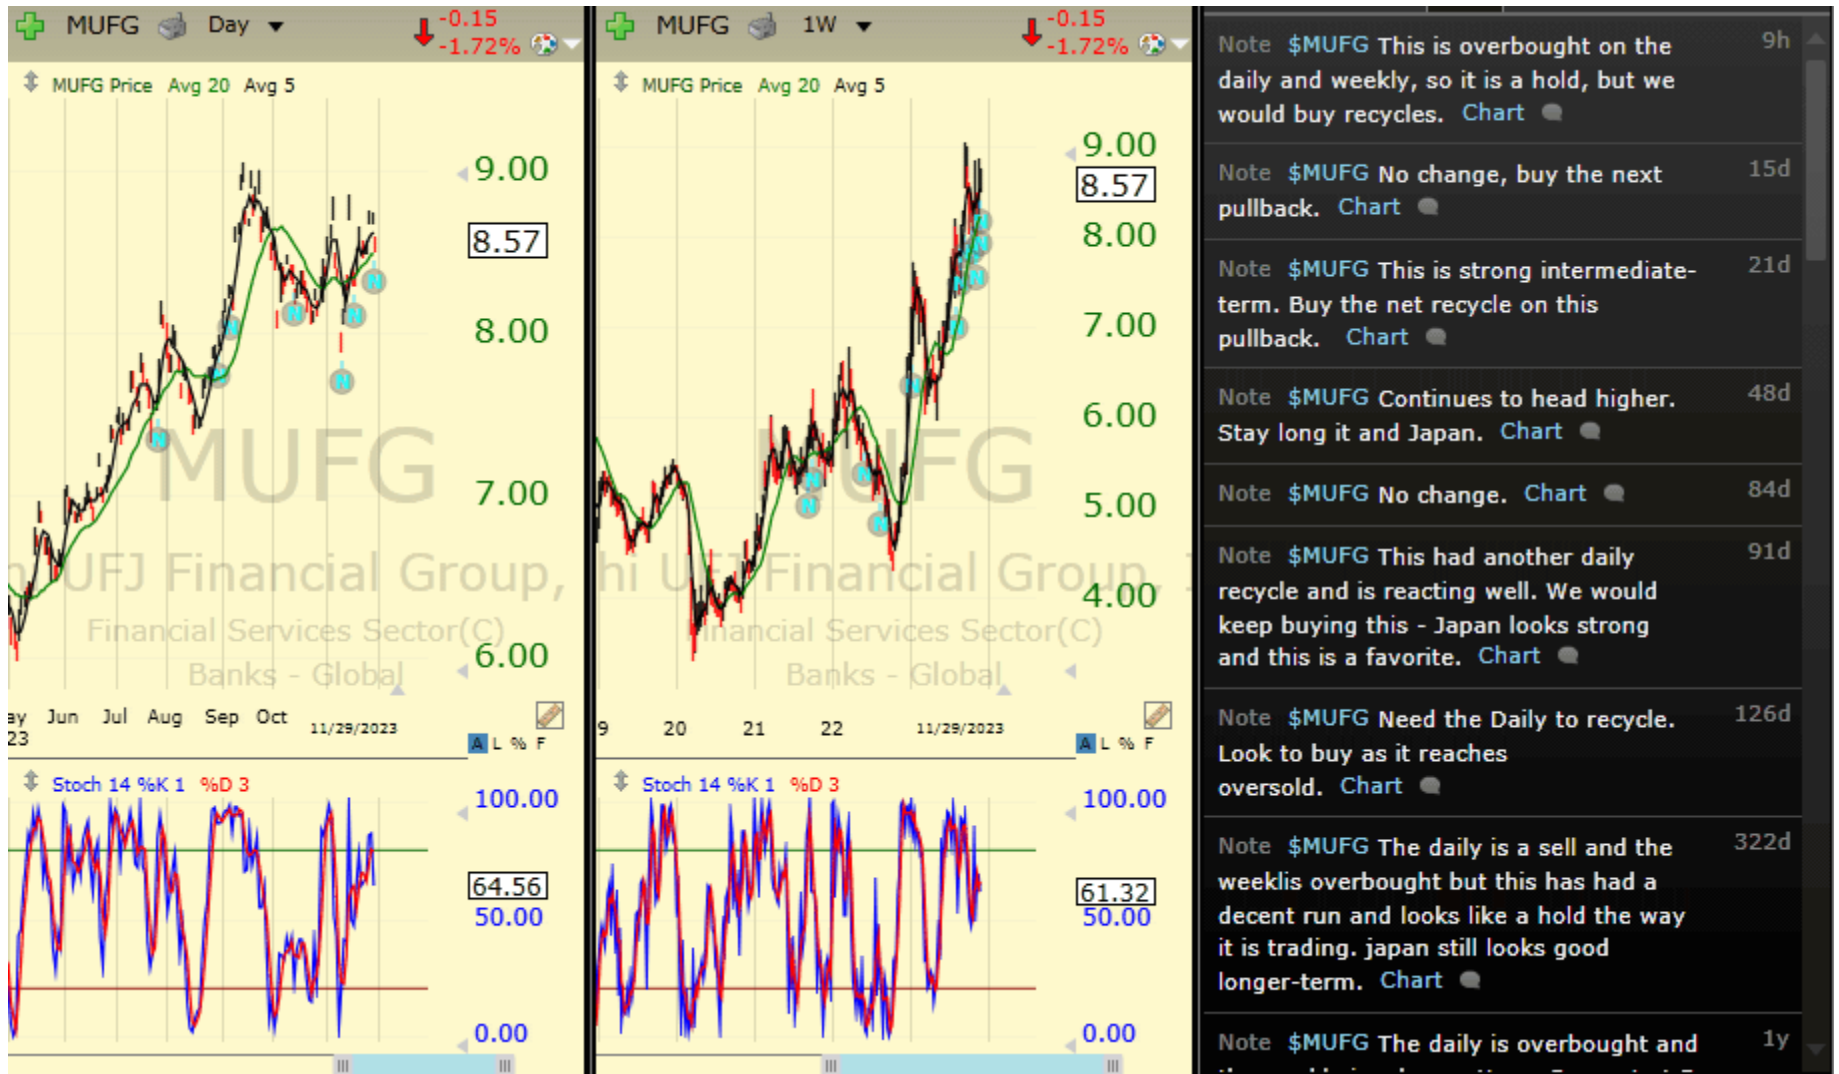 MUFG Day -0.15
-1.72%
MUFG Price Avg 20 Avg 5
9.00
8.57
8.00
7.00
6.00
MUFG
UFJ Financial Group,
Financial Services Sector(C)
Banks - Global
ay Jun Jul Aug Sep Oct 11/29/2023
23
A L % F
Stoch 14 %K 1 %D 3
100.00
64.56
50.00
0.00
MUFG 1W -0.15
-1.72%
MUFG Price Avg 20 Avg 5
9.00
8.57
8.00
7.00
6.00
5.00
4.00
MUFG
hi UFJ Financial Group,
Financial Services Sector(C)
Banks - Global
9 20 21 22 11/29/2023
A L % F
Stoch 14 %K 1 %D 3
100.00
61.32
50.00
0.00
Note $MUFG This is overbought on the 9h
daily and weekly, so it is a hold, but we
would buy recycles. Chart
Note $MUFG No change, buy the next 15d
pullback. Chart
Note $MUFG This is strong intermediate- 21d
term. Buy the net recycle on this
pullback. Chart
Note $MUFG Continues to head higher. 48d
Stay long it and Japan. Chart
Note $MUFG No change. Chart 84d
Note $MUFG This had another daily 91d
recycle and is reacting well. We would
keep buying this - Japan looks strong
and this is a favorite. Chart
Note $MUFG Need the Daily to recycle. 126d
Look to buy as it reaches
oversold. Chart
Note $MUFG The daily is a sell and the 322d
weeklis overbought but this has had a
decent run and looks like a hold the way
it is trading. japan still looks good
longer-term. Chart
Note $MUFG The daily is overbought and 1y